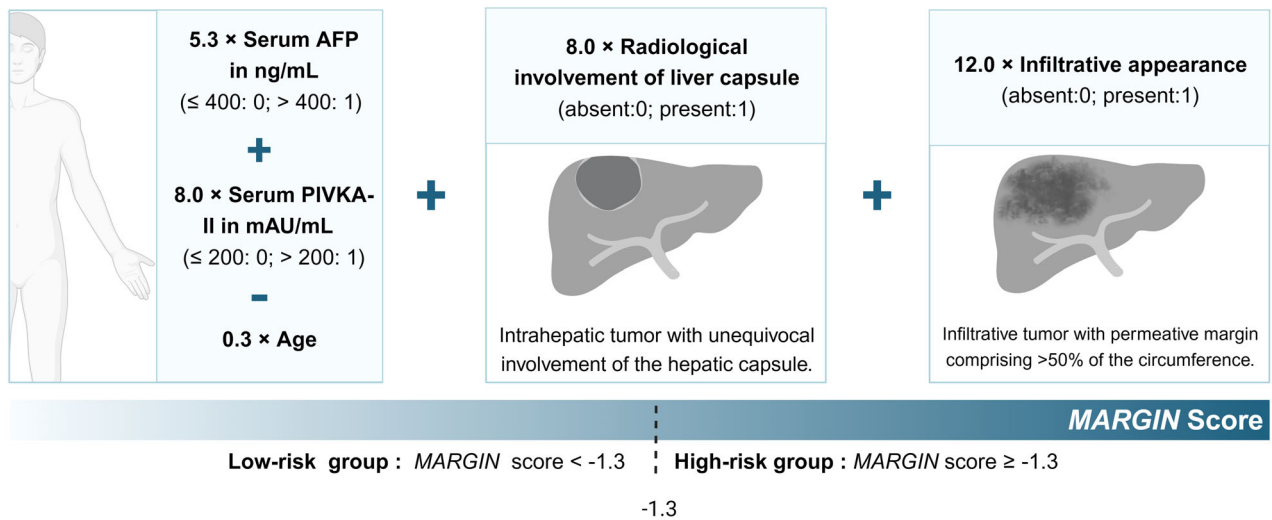 5.3 × Serum AFP
in ng/mL
(≤ 400: 0; > 400: 1)
+
8.0 × Serum PIVKA-
II in mAU/mL
(≤ 200: 0; > 200: 1)
-
0.3 × Age
+
8.0 × Radiological
involvement of liver capsule
(absent:0; present:1)
Intrahepatic tumor with unequivocal
involvement of the hepatic capsule.
+
12.0 × Infiltrative appearance
(absent:0; present:1)
Infiltrative tumor with permeative margin
comprising >50% of the circumference.
MARGIN Score
Low-risk group : MARGIN score < -1.3
High-risk group : MARGIN score ≥ -1.3
-1.3